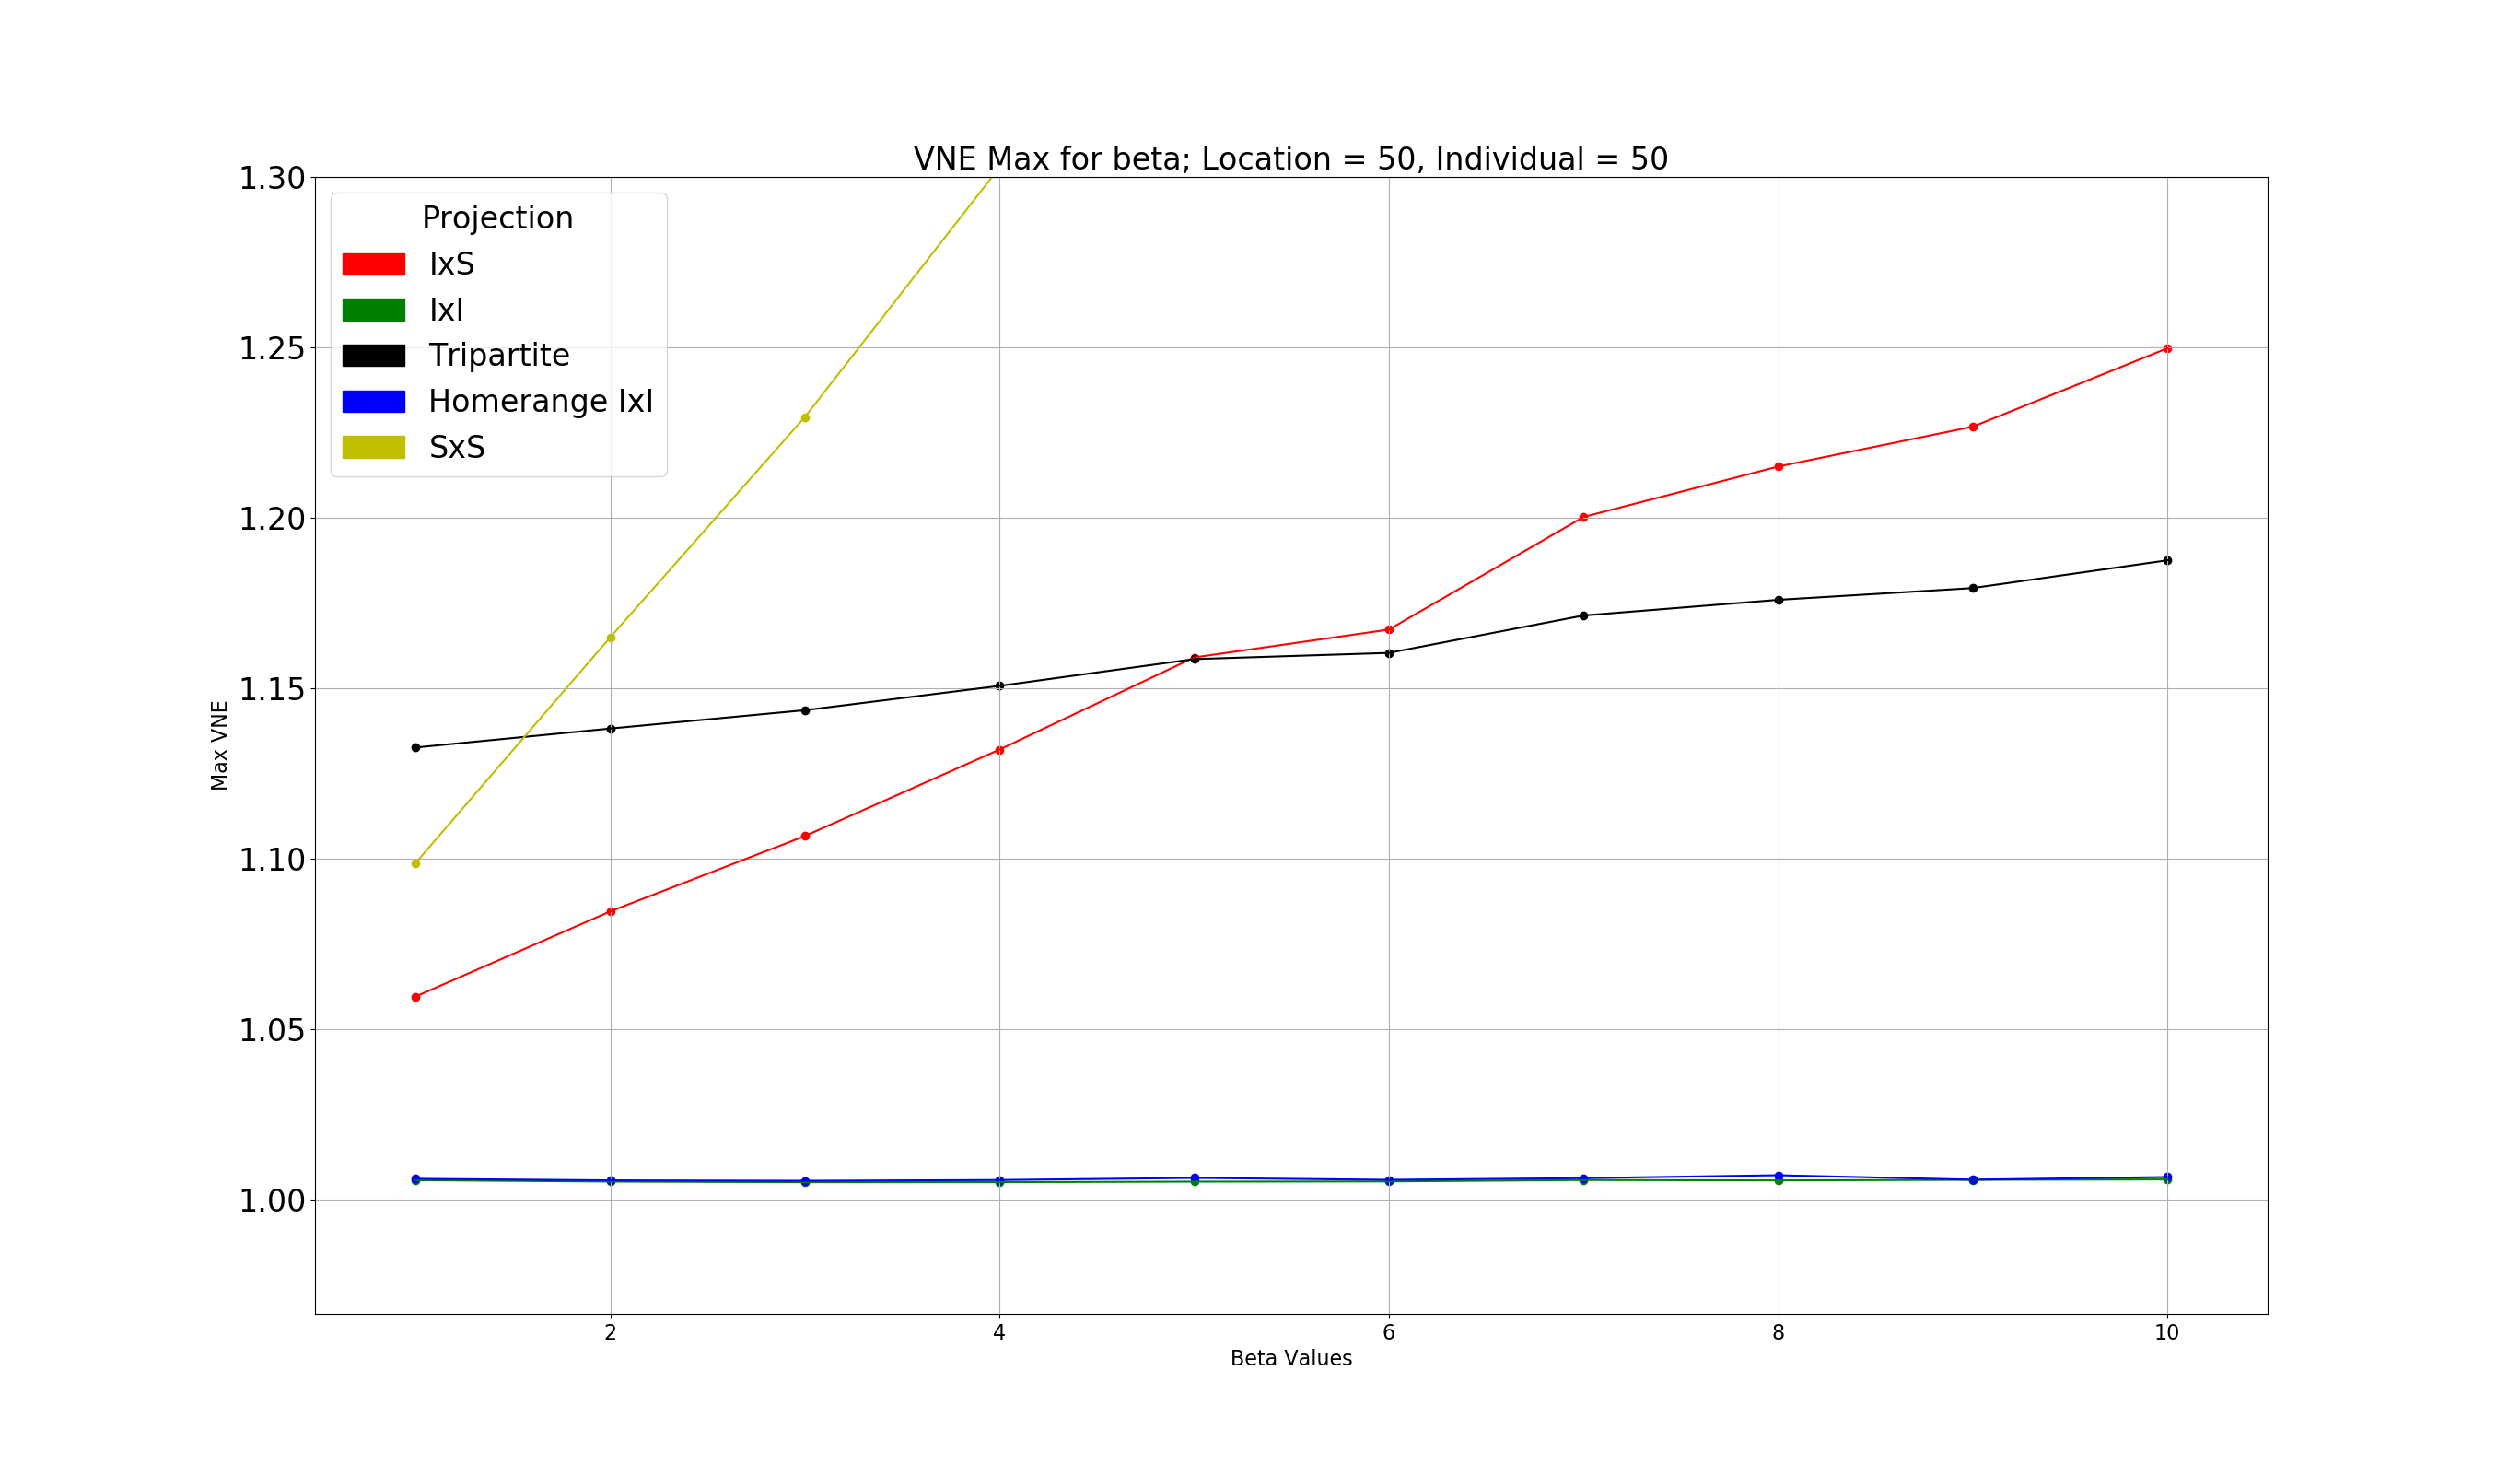 VNE Max for beta; Location = 50, Individual = 50
1.30
1.25
1.20
1.15
1.10
1.05
1.00
Max VNE
Projection
IxS
IxI
Tripartite
Homerange IxI
SxS
2 4 6 8 10
Beta Values